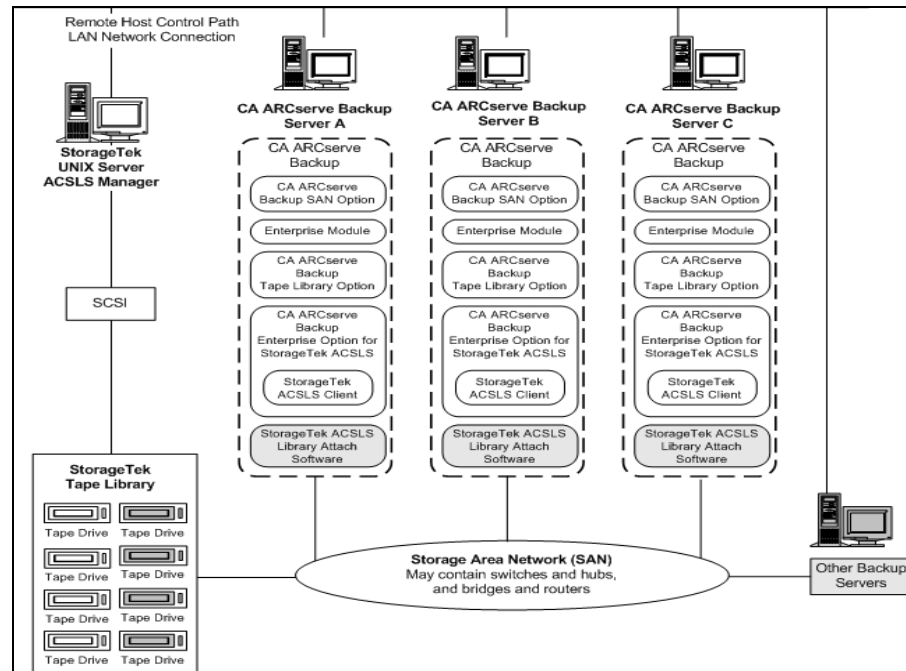 Remote Host Control Path
LAN Network Connection
StorageTek
UNIX Server
ACSLS Manager
SCSI
StorageTek
Tape Library
Tape Drive Tape Drive
Tape Drive Tape Drive
Tape Drive Tape Drive
Tape Drive Tape Drive
CA ARCserve Backup
Server A
CA ARCserve
Backup
CA ARCserve
Backup SAN Option
Enterprise Module
CA ARCserve
Backup
Tape Library Option
CA ARCserve
Backup
Enterprise Option for
StorageTek ACSLS
StorageTek
ACSLS Client
StorageTek ACSLS
Library Attach
Software
CA ARCserve Backup
Server B
CA ARCserve
Backup
CA ARCserve
Backup SAN Option
Enterprise Module
CA ARCserve
Backup
Tape Library Option
CA ARCserve
Backup
Enterprise Option for
StorageTek ACSLS
StorageTek
ACSLS Client
StorageTek ACSLS
Library Attach
Software
CA ARCserve Backup
Server C
CA ARCserve
Backup
CA ARCserve
Backup SAN Option
Enterprise Module
CA ARCserve
Backup
Tape Library Option
CA ARCserve
Backup
Enterprise Option for
StorageTek ACSLS
StorageTek
ACSLS Client
StorageTek ACSLS
Library Attach
Software
Storage Area Network (SAN)
May contain switches and hubs,
and bridges and routers
Other Backup
Servers